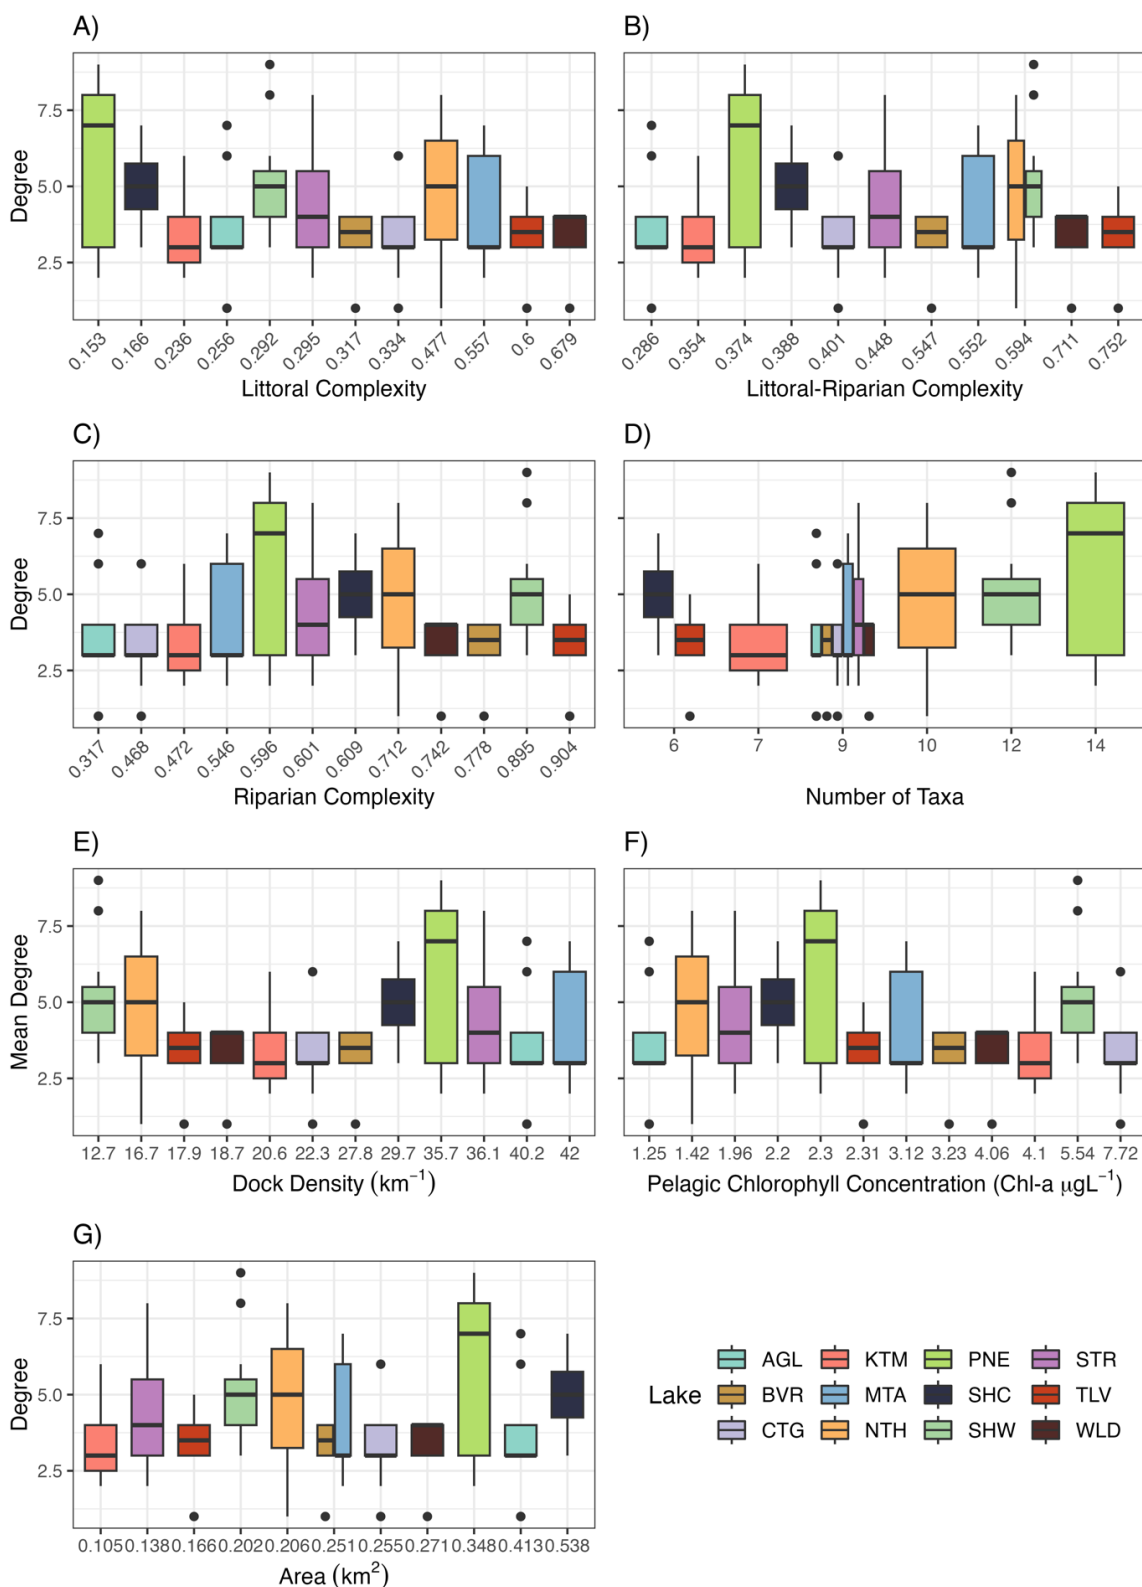 A)
Degree
7.5
5.0
2.5
0.153 0.166 0.236 0.256 0.292 0.295 0.317 0.334 0.477 0.557 0.6 0.679
Littoral Complexity
B)
0.286 0.354 0.374 0.388 0.401 0.448 0.547 0.552 0.594 0.711 0.752
Littoral-Riparian Complexity
C)
Degree
7.5
5.0
2.5
0.317 0.468 0.472 0.546 0.596 0.601 0.609 0.712 0.742 0.778 0.895 0.904
Riparian Complexity
D)
6 7 9 10 12 14
Number of Taxa
E)
Mean Degree
7.5
5.0
2.5
12.7 16.7 17.9 18.7 20.6 22.3 27.8 29.7 35.7 36.1 40.2 42
Dock Density (km⁻¹)
F)
1.25 1.42 1.96 2.2 2.3 2.31 3.12 3.23 4.06 4.1 5.54 7.72
Pelagic Chlorophyll Concentration (Chl-a μgL⁻¹)
G)
Degree
7.5
5.0
2.5
0.105 0.138 0.166 0.202 0.206 0.251 0.255 0.271 0.348 0.413 0.538
Area (km²)
Lake
AGL KTM PNE STR
BVR MTA SHC TLV
CTG NTH SHW WLD